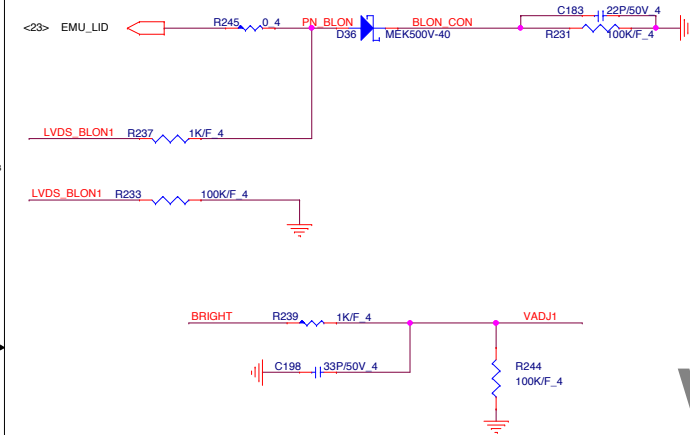 C183 22P/50V_4
<23> EMU_LID R245 0_4 PN_BLON BLON_CON
D36 MEK500V-40 R231 100K/F_4
LVDS_BLON1 R237 1K/F_4
LVDS_BLON1 R233 100K/F_4
BRIGHT R239 1K/F_4 VADJ1
C198 33P/50V_4
R244
100K/F_4